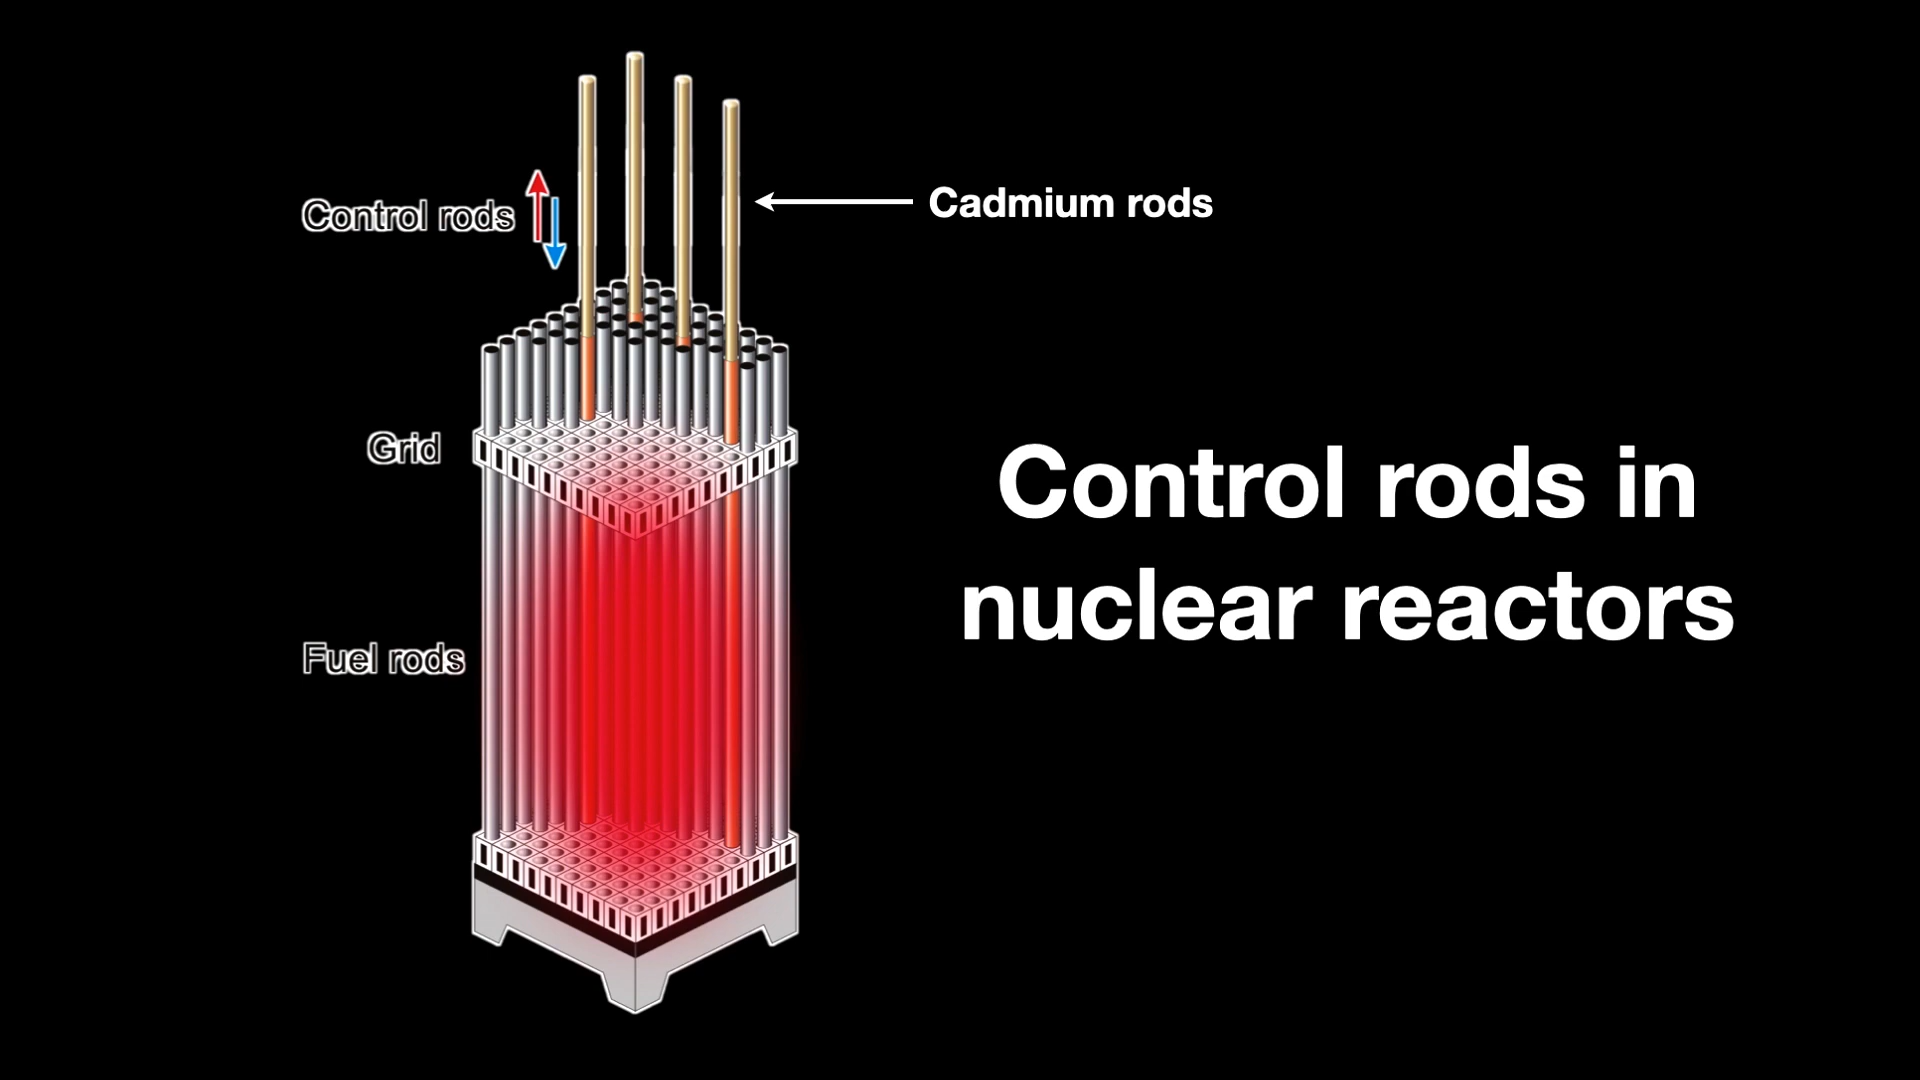 Control rods
Cadmium rods
Grid
Fuel rods
Control rods in
nuclear reactors